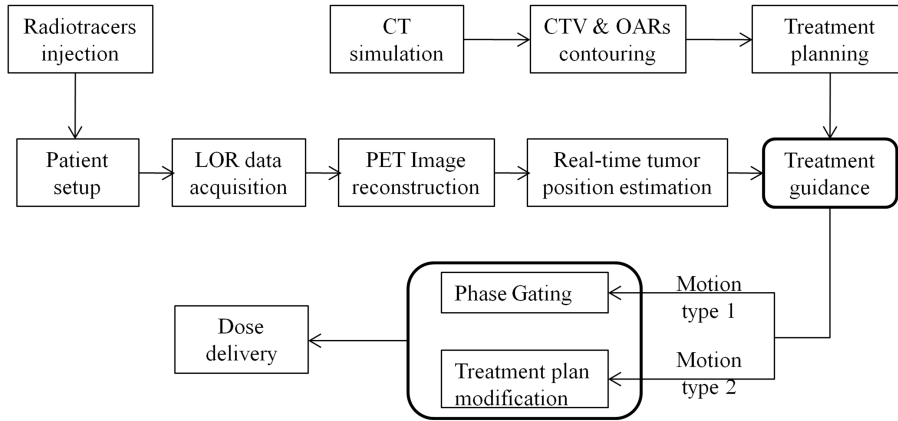 Radiotracers
injection
CT
simulation
CTV & OARs
contouring
Treatment
planning
Patient
setup
LOR data
acquisition
PET Image
reconstruction
Real-time tumor
position estimation
Treatment
guidance
Phase Gating
Motion
type 1
Dose
delivery
Treatment plan
modification
Motion
type 2